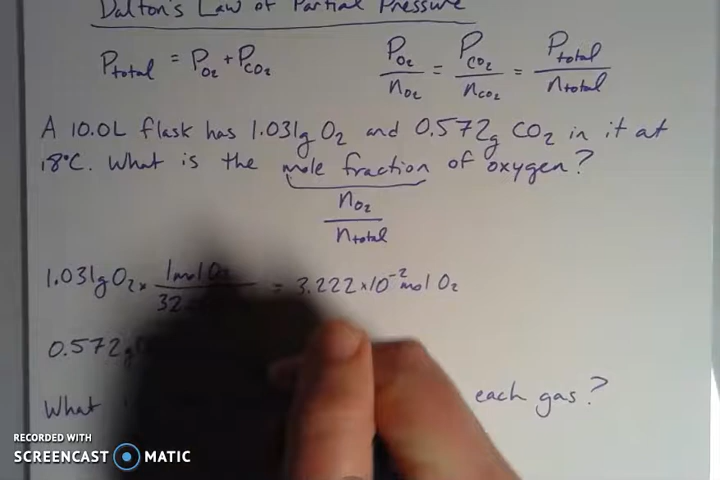 Dalton's Law of Partial Pressure
Ptotal = PO2 + PCO2
PO2/nO2 = PCO2/nCO2 = Ptotal/ntotal
A 10.0L flask has 1.031g O2 and 0.572g CO2 in it at
18°C. What is the mole fraction of oxygen?
nO2/ntotal
1.031g O2 x 1mol O2/32 = 3.222 x 10⁻² mol O2
0.572g
What each gas?
RECORDED WITH
SCREENCAST MATIC